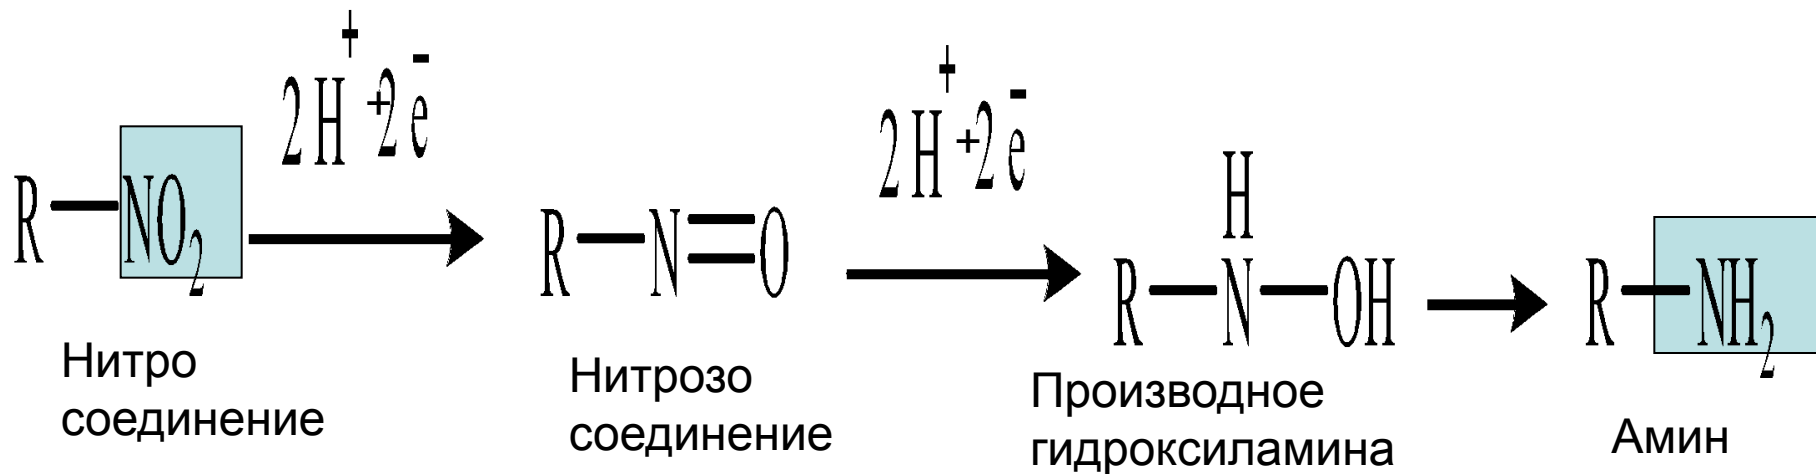 2H⁺+2e⁻
2H⁺+2e⁻
R—NO₂
R—N=O
H
R—N—OH
R—NH₂
Нитро
соединение
Нитрозо
соединение
Производное
гидроксиламина
Амин